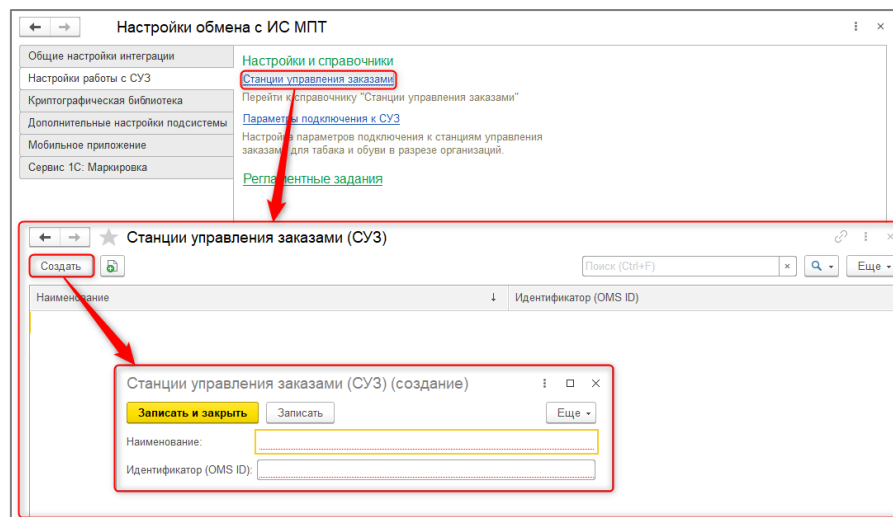 Настройки обмена с ИС МПТ
Общие настройки интеграции
Настройки работы с СУЗ
Криптографическая библиотека
Дополнительные настройки подсистемы
Мобильное приложение
Сервис 1С: Маркировка
Настройки и справочники
Станции управления заказами
Перейти к справочнику "Станции управления заказами"
Параметры подключения к СУЗ
Настройка параметров подключения к станциям управления
заказами для табака и обуви в разрезе организаций.
Регламентные задания
Станции управления заказами (СУЗ)
Создать
Поиск (Ctrl+F)
Еще
Наименование
Идентификатор (OMS ID)
Станции управления заказами (СУЗ) (создание)
Записать и закрыть
Записать
Еще
Наименование:
Идентификатор (OMS ID):